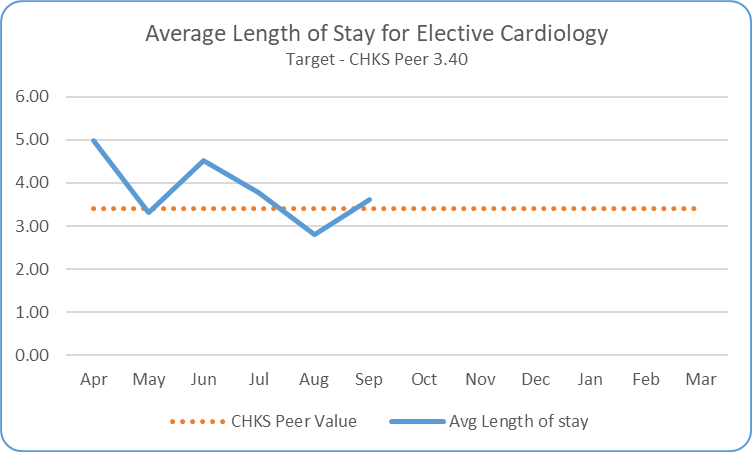 Average Length of Stay for Elective Cardiology
Target - CHKS Peer 3.40
6.00
5.00
4.00
3.00
2.00
1.00
0.00
Apr May Jun Jul Aug Sep Oct Nov Dec Jan Feb Mar
CHKS Peer Value Avg Length of stay